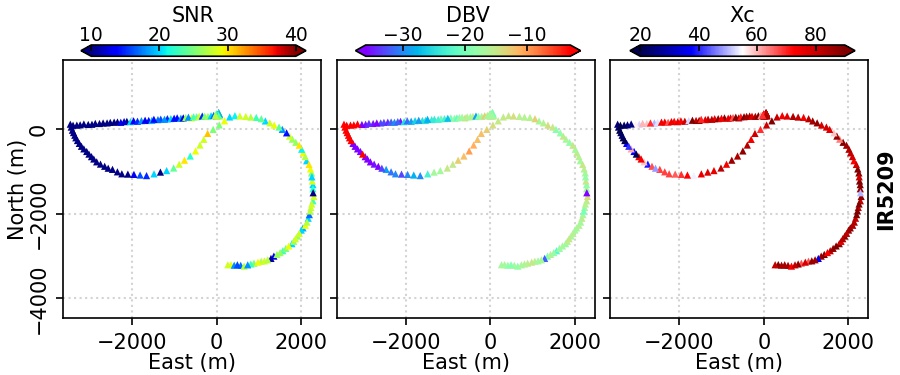 SNR DBV Xc
10 20 30 40 −30 −20 −10 20 40 60 80
North (m)
0
−2000
−4000
IR5209
−2000 0 2000 −2000 0 2000 −2000 0 2000
East (m) East (m) East (m)